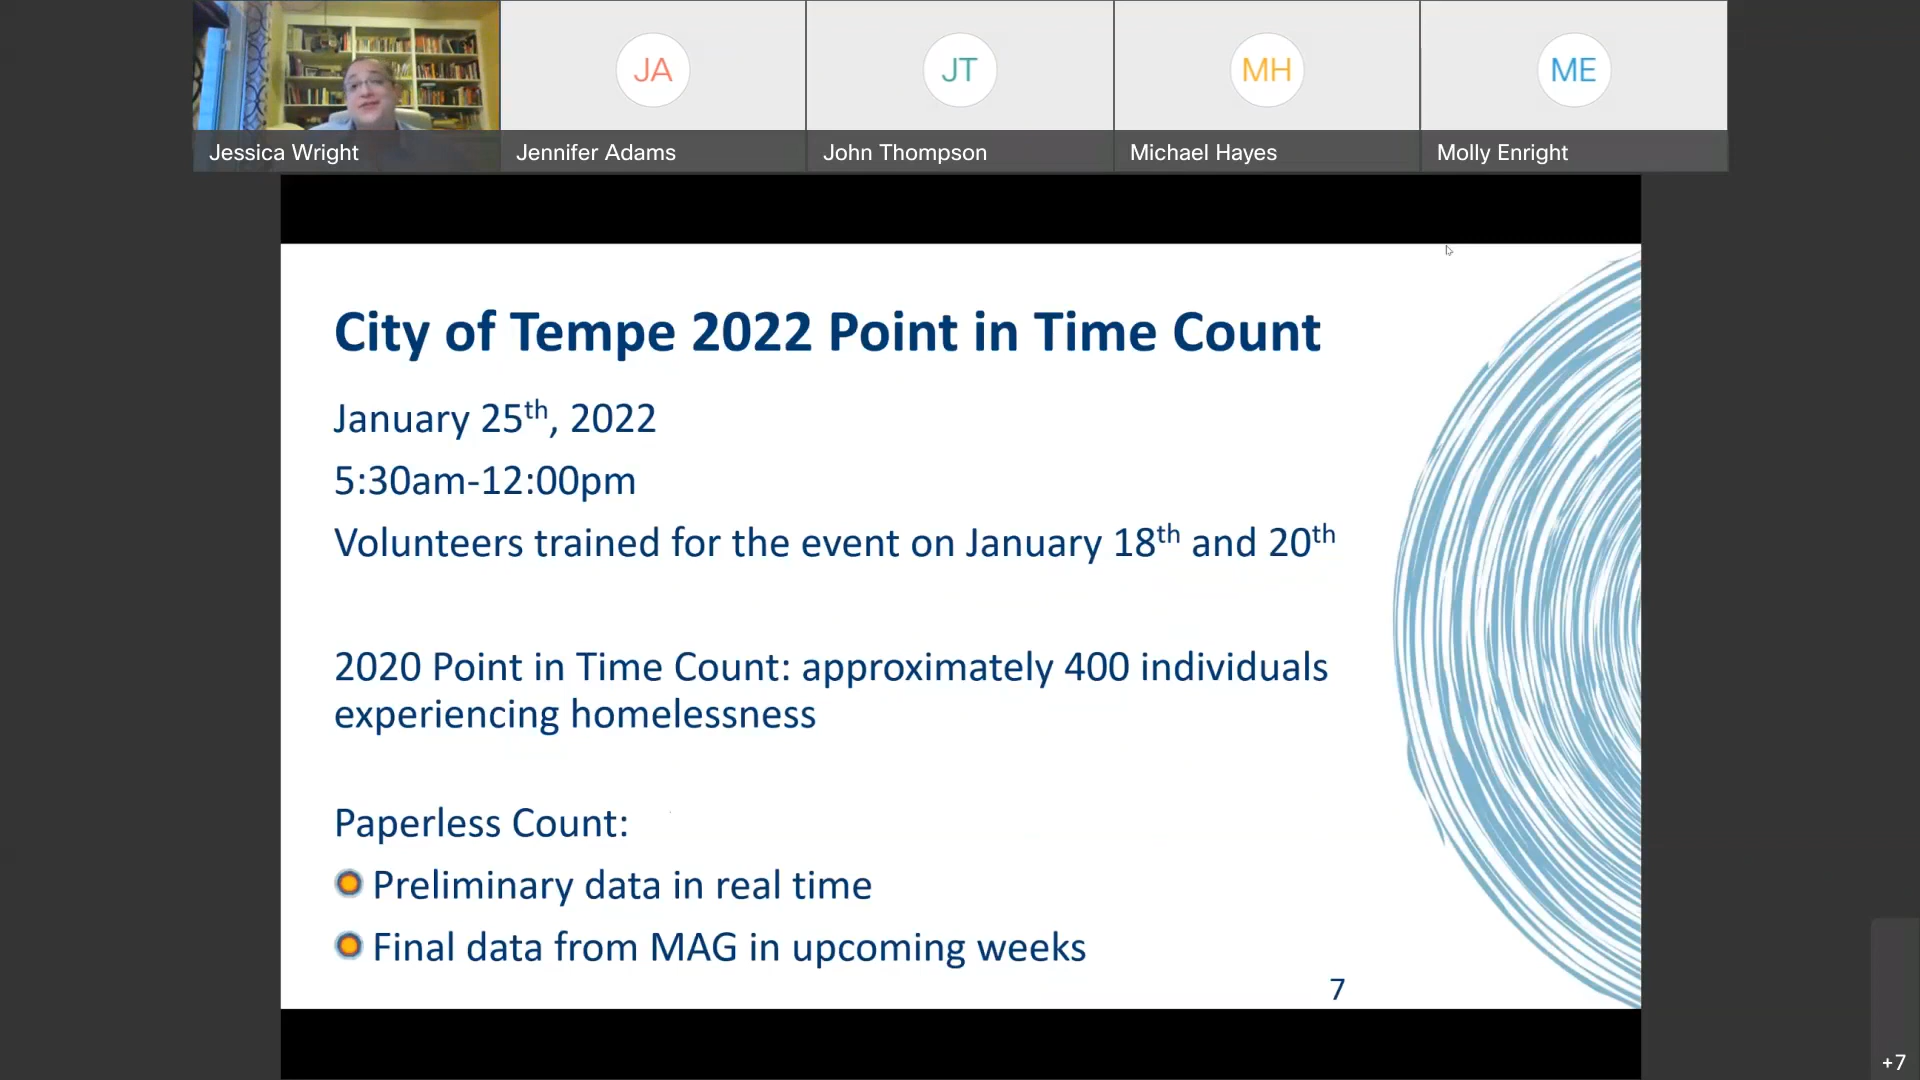 JA
JT
MH
ME
Jessica Wright
Jennifer Adams
John Thompson
Michael Hayes
Molly Enright
City of Tempe 2022 Point in Time Count
January 25th, 2022
5:30am-12:00pm
Volunteers trained for the event on January 18th and 20th
2020 Point in Time Count: approximately 400 individuals
experiencing homelessness
Paperless Count:
Preliminary data in real time
Final data from MAG in upcoming weeks
7
+7